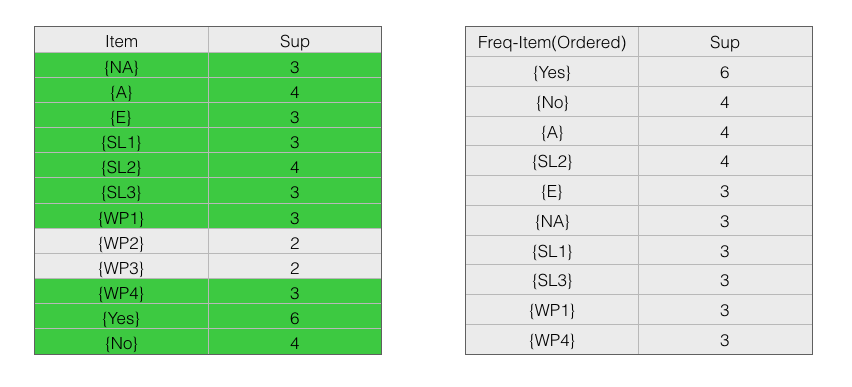 Item Sup
{NA} 3
{A} 4
{E} 3
{SL1} 3
{SL2} 4
{SL3} 3
{WP1} 3
{WP2} 2
{WP3} 2
{WP4} 3
{Yes} 6
{No} 4
Freq-Item(Ordered) Sup
{Yes} 6
{No} 4
{A} 4
{SL2} 4
{E} 3
{NA} 3
{SL1} 3
{SL3} 3
{WP1} 3
{WP4} 3